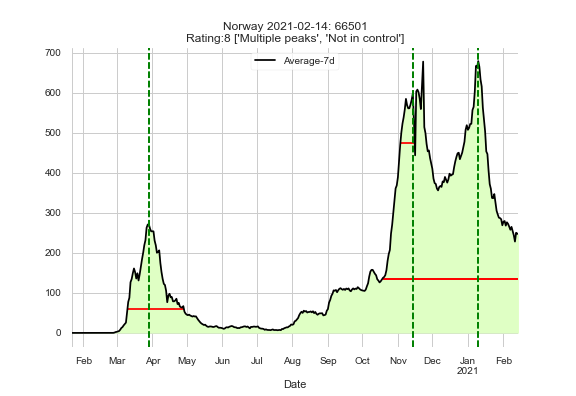 Norway 2021-02-14: 66501
Rating:8 ['Multiple peaks', 'Not in control']
Average-7d
700
600
500
400
300
200
100
0
Feb Mar Apr May Jun Jul Aug Sep Oct Nov Dec Jan Feb
2021
Date